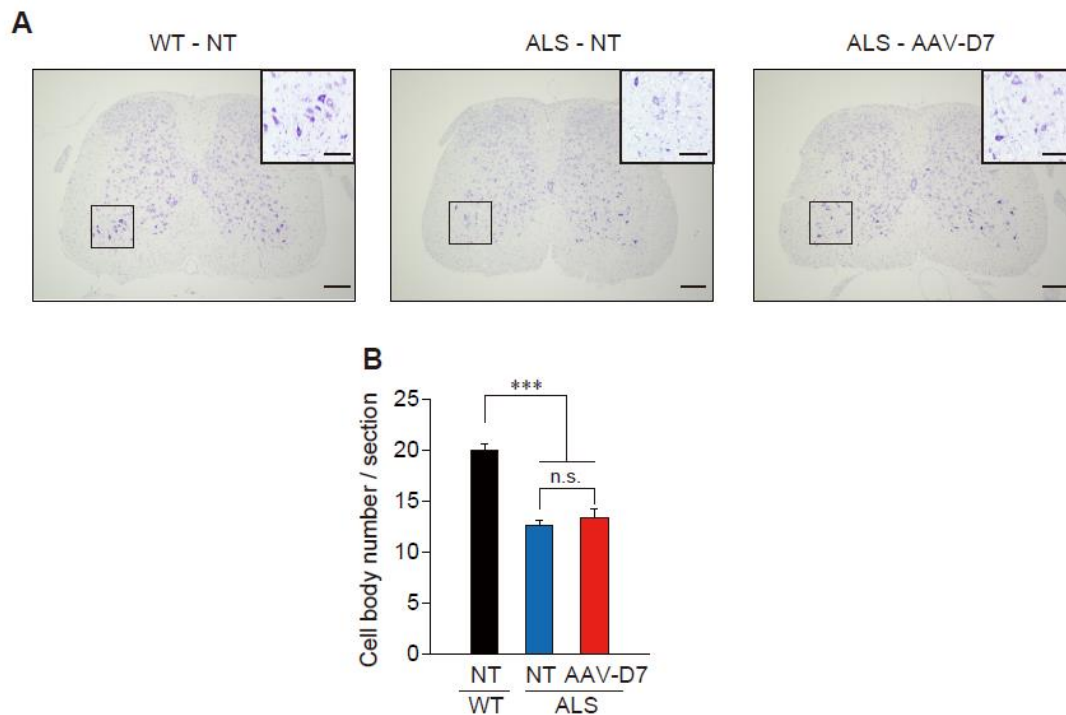 A
WT - NT
ALS - NT
ALS - AAV-D7
B
Cell body number / section
25
20
15
10
5
0
***
n.s.
NT
NT AAV-D7
WT
ALS